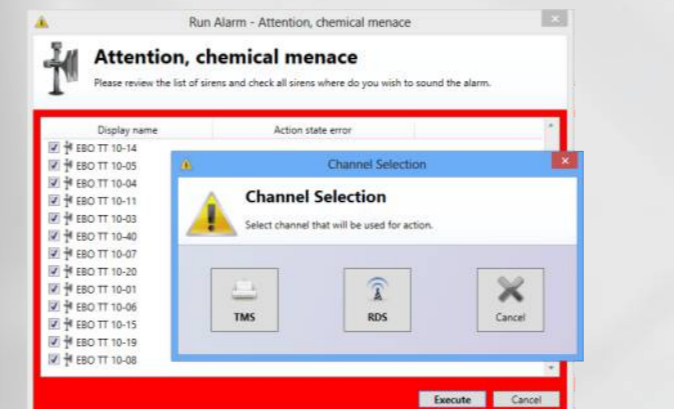 Run Alarm - Attention, chemical menace
Attention, chemical menace
Please review the list of sirens and check all sirens where do you wish to sound the alarm.
Display name Action state error
EBO TT 10-14
EBO TT 10-05
EBO TT 10-04
EBO TT 10-11
EBO TT 10-03
EBO TT 10-40
EBO TT 10-07
EBO TT 10-20
EBO TT 10-01
EBO TT 10-06
EBO TT 10-15
EBO TT 10-19
EBO TT 10-08
Channel Selection
Channel Selection
Select channel that will be used for action.
TMS RDS Cancel
Execute Cancel